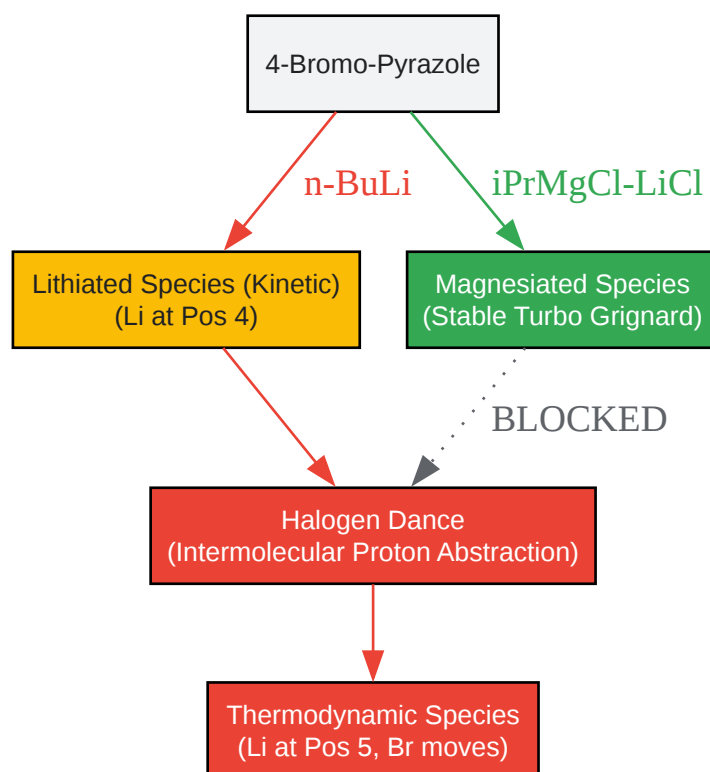 4-Bromo-Pyrazole
n-BuLi
iPrMgCl-LiCl
Lithiated Species (Kinetic)
(Li at Pos 4)
Magnesiated Species
(Stable Turbo Grignard)
BLOCKED
Halogen Dance
(Intermolecular Proton Abstraction)
Thermodynamic Species
(Li at Pos 5, Br moves)